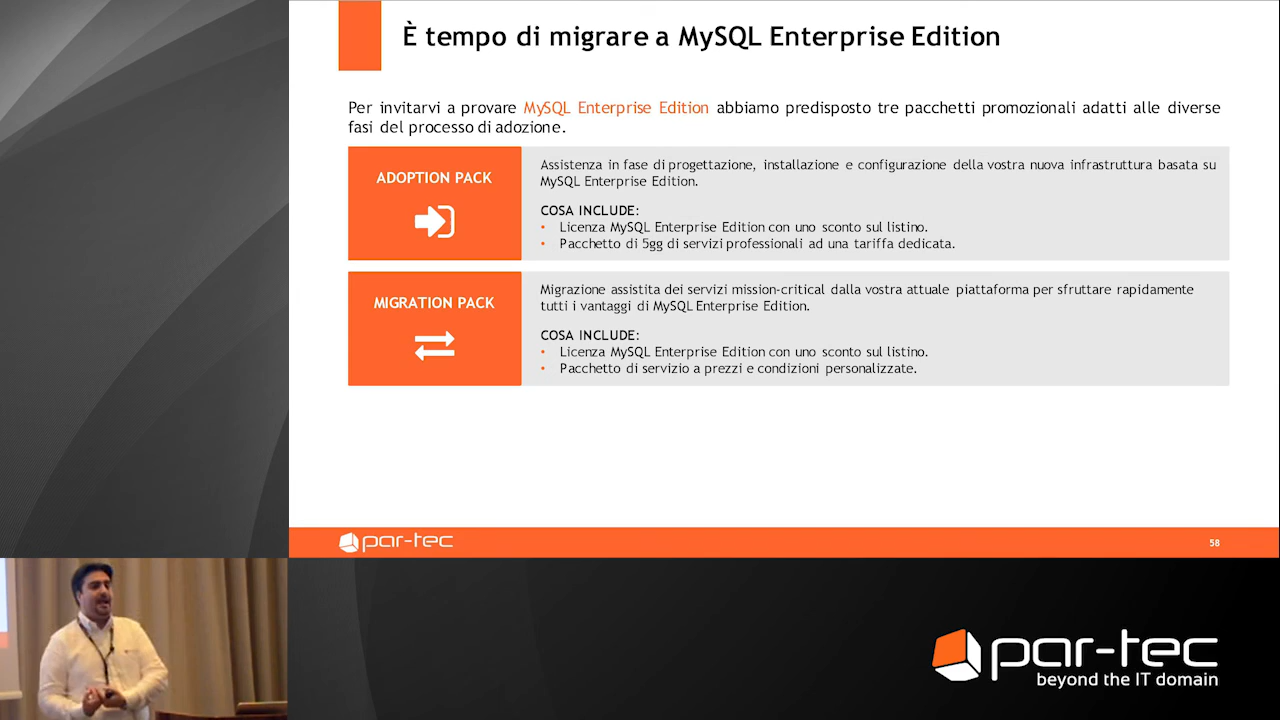 È tempo di migrare a MySQL Enterprise Edition
Per invitarvi a provare MySQL Enterprise Edition abbiamo predisposto tre pacchetti promozionali adatti alle diverse
fasi del processo di adozione.
ADOPTION PACK
Assistenza in fase di progettazione, installazione e configurazione della vostra nuova infrastruttura basata su
MySQL Enterprise Edition.
COSA INCLUDE:
• Licenza MySQL Enterprise Edition con uno sconto sul listino.
• Pacchetto di 5gg di servizi professionali ad una tariffa dedicata.
MIGRATION PACK
Migrazione assistita dei servizi mission-critical dalla vostra attuale piattaforma per sfruttare rapidamente
tutti i vantaggi di MySQL Enterprise Edition.
COSA INCLUDE:
• Licenza MySQL Enterprise Edition con uno sconto sul listino.
• Pacchetto di servizio a prezzi e condizioni personalizzate.
par-tec
58
par-tec
beyond the IT domain